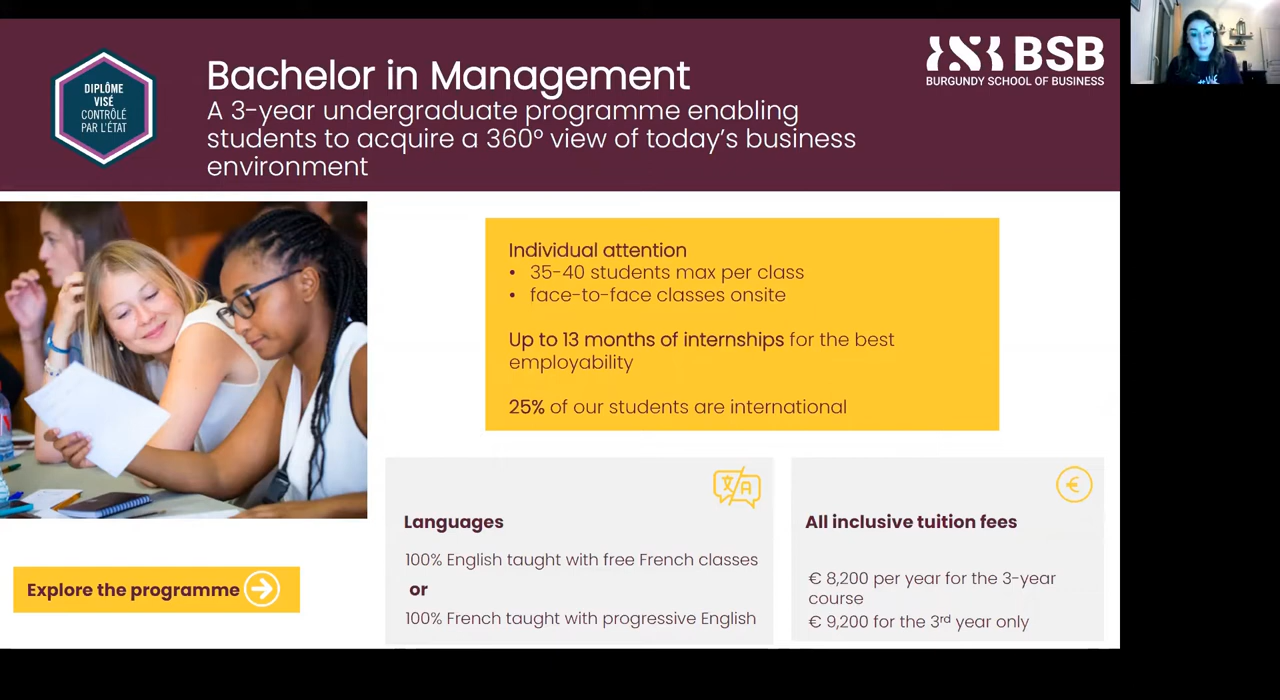 DIPLÔME
VISÉ
CONTRÔLÉ
PAR L'ÉTAT
Bachelor in Management
A 3-year undergraduate programme enabling
students to acquire a 360° view of today's business
environment
BSB
BURGUNDY SCHOOL OF BUSINESS
Individual attention
• 35-40 students max per class
• face-to-face classes onsite
Up to 13 months of internships for the best
employability
25% of our students are international
Languages
100% English taught with free French classes
or
100% French taught with progressive English
All inclusive tuition fees
€ 8,200 per year for the 3-year
course
€ 9,200 for the 3rd year only
Explore the programme